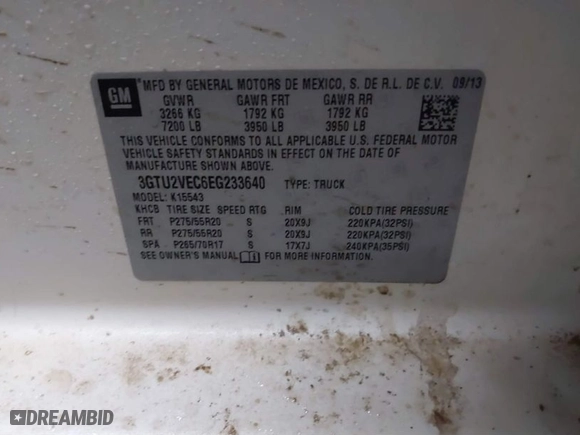 GM
MFD BY GENERAL MOTORS DE MEXICO, S. DE R.L. DE C.V. 09/13
GVWR GAWR FRT GAWR RR
3266 KG 1792 KG 1792 KG
7200 LB 3950 LB 3950 LB
THIS VEHICLE CONFORMS TO ALL APPLICABLE U.S. FEDERAL MOTOR
VEHICLE SAFETY STANDARDS IN EFFECT ON THE DATE OF
MANUFACTURE SHOWN ABOVE.
3GTU2VEC6EG233640 TYPE: TRUCK
MODEL: K15543
KHCB TIRE SIZE SPEED RTG RIM COLD TIRE PRESSURE
FRT P275/55R20 S 20X9J 220KPA(32PSI)
RR P275/55R20 S 20X9J 220KPA(32PSI)
SPA P265/70R17 S 17X7J 240KPA(35PSI)
SEE OWNER'S MANUAL FOR MORE INFORMATION.
DREAMBID